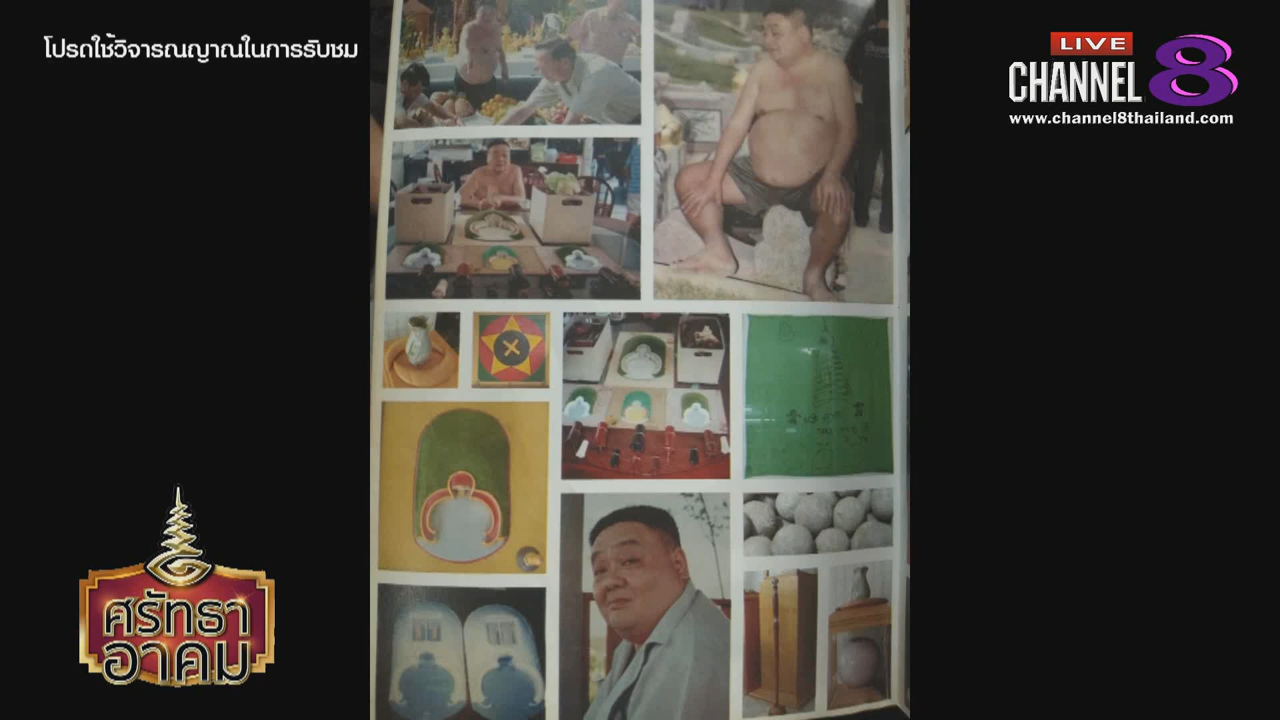 โปรดใช้วิจารณญาณในการรับชม
LIVE
CHANNEL 8
www.channel8thailand.com
ศรัทธา
อาคม